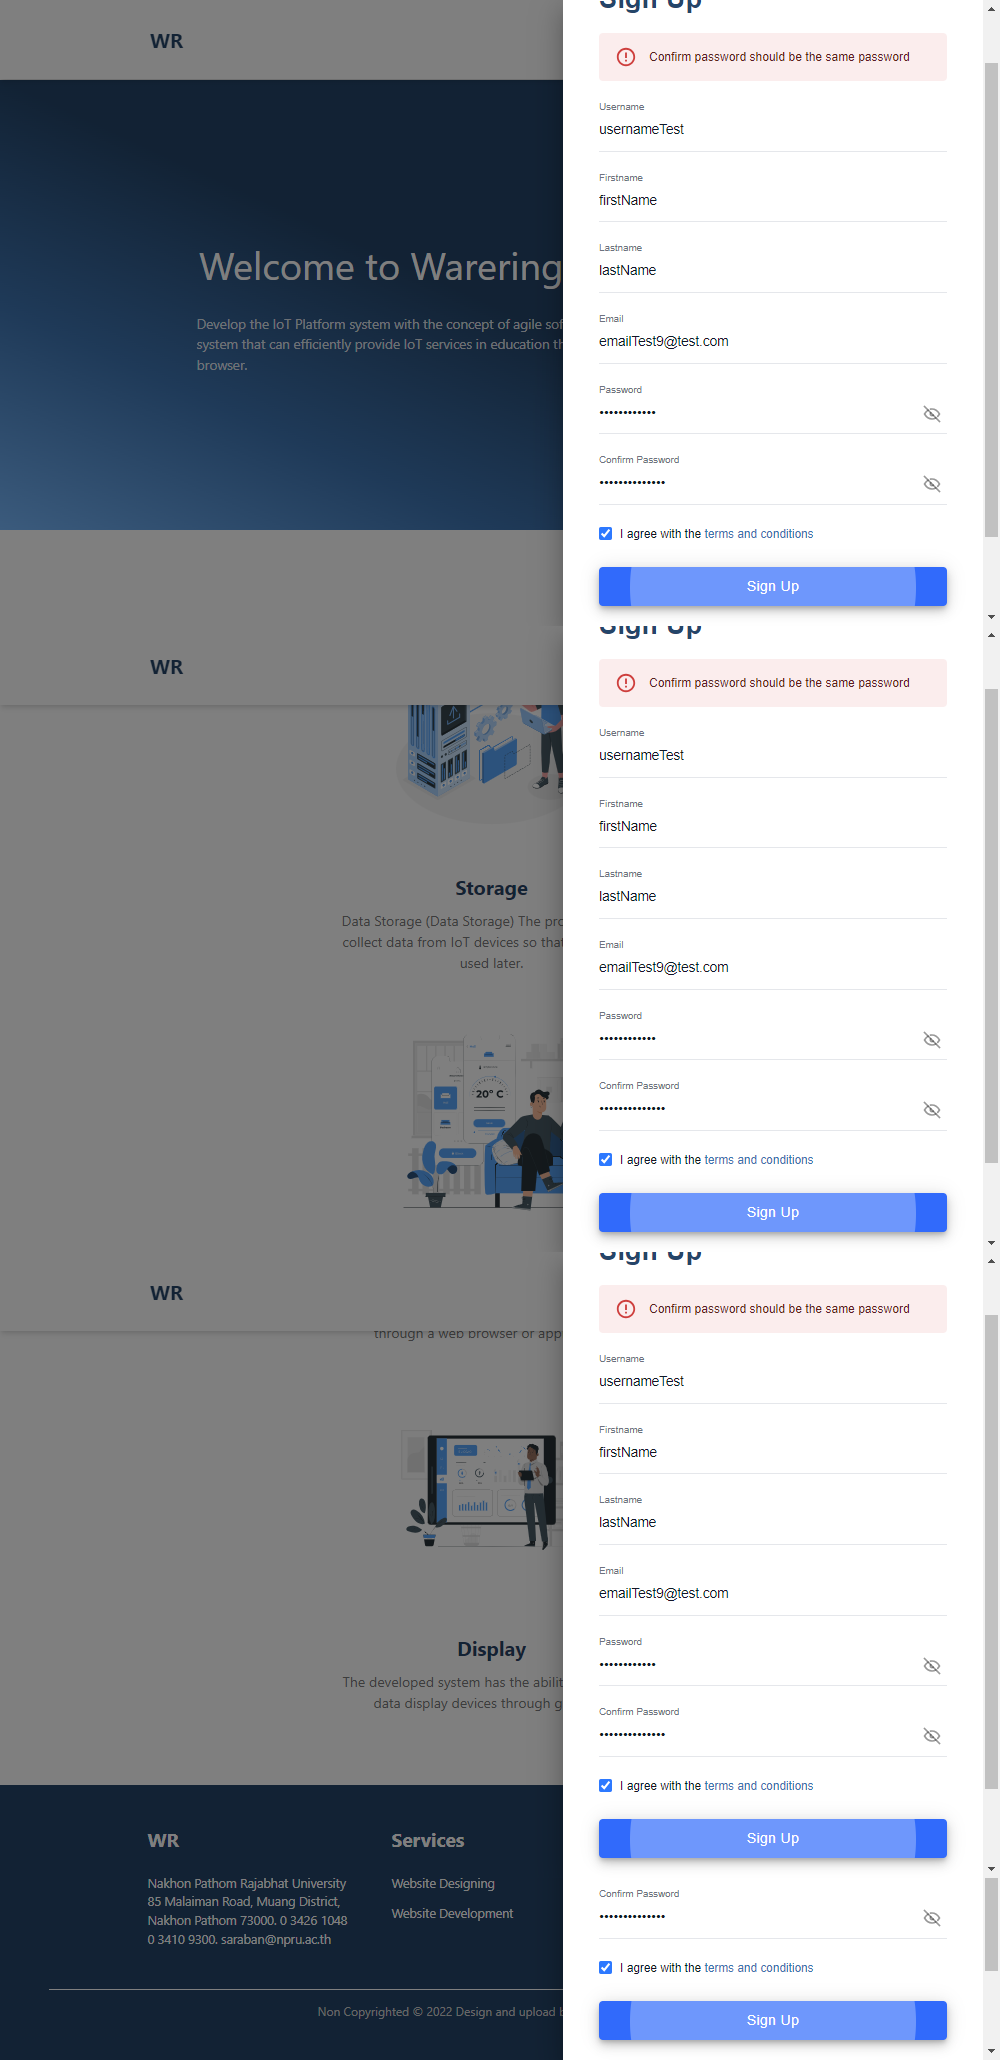 WR
Welcome to Warering
Develop the IoT Platform system with the concept of agile
system that can efficiently provide IoT services in education
browser.
Sign Up
Confirm password should be the same password
Username
usernameTest
Firstname
firstName
Lastname
lastName
Email
emailTest9@test.com
Password
Confirm Password
I agree with the terms and conditions
Sign Up
WR
Storage
Data Storage (Data Storage) The
collect data from IoT devices so that
used later.
20° C
Sign Up
Confirm password should be the same password
Username
usernameTest
Firstname
firstName
Lastname
lastName
Email
emailTest9@test.com
Password
Confirm Password
I agree with the terms and conditions
Sign Up
WR
through a web browser or app
Display
The developed system has the
data display devices through
Sign Up
Confirm password should be the same password
Username
usernameTest
Firstname
firstName
Lastname
lastName
Email
emailTest9@test.com
Password
Confirm Password
I agree with the terms and conditions
Sign Up
WR
Nakhon Pathom Rajabhat University
85 Malaiman Road, Muang District,
Nakhon Pathom 73000. 0 3426 1048
0 3410 9300. saraban@npru.ac.th
Services
Website Designing
Website Development
Non Copyrighted © 2022 Design and upload
Confirm Password
I agree with the terms and conditions
Sign Up